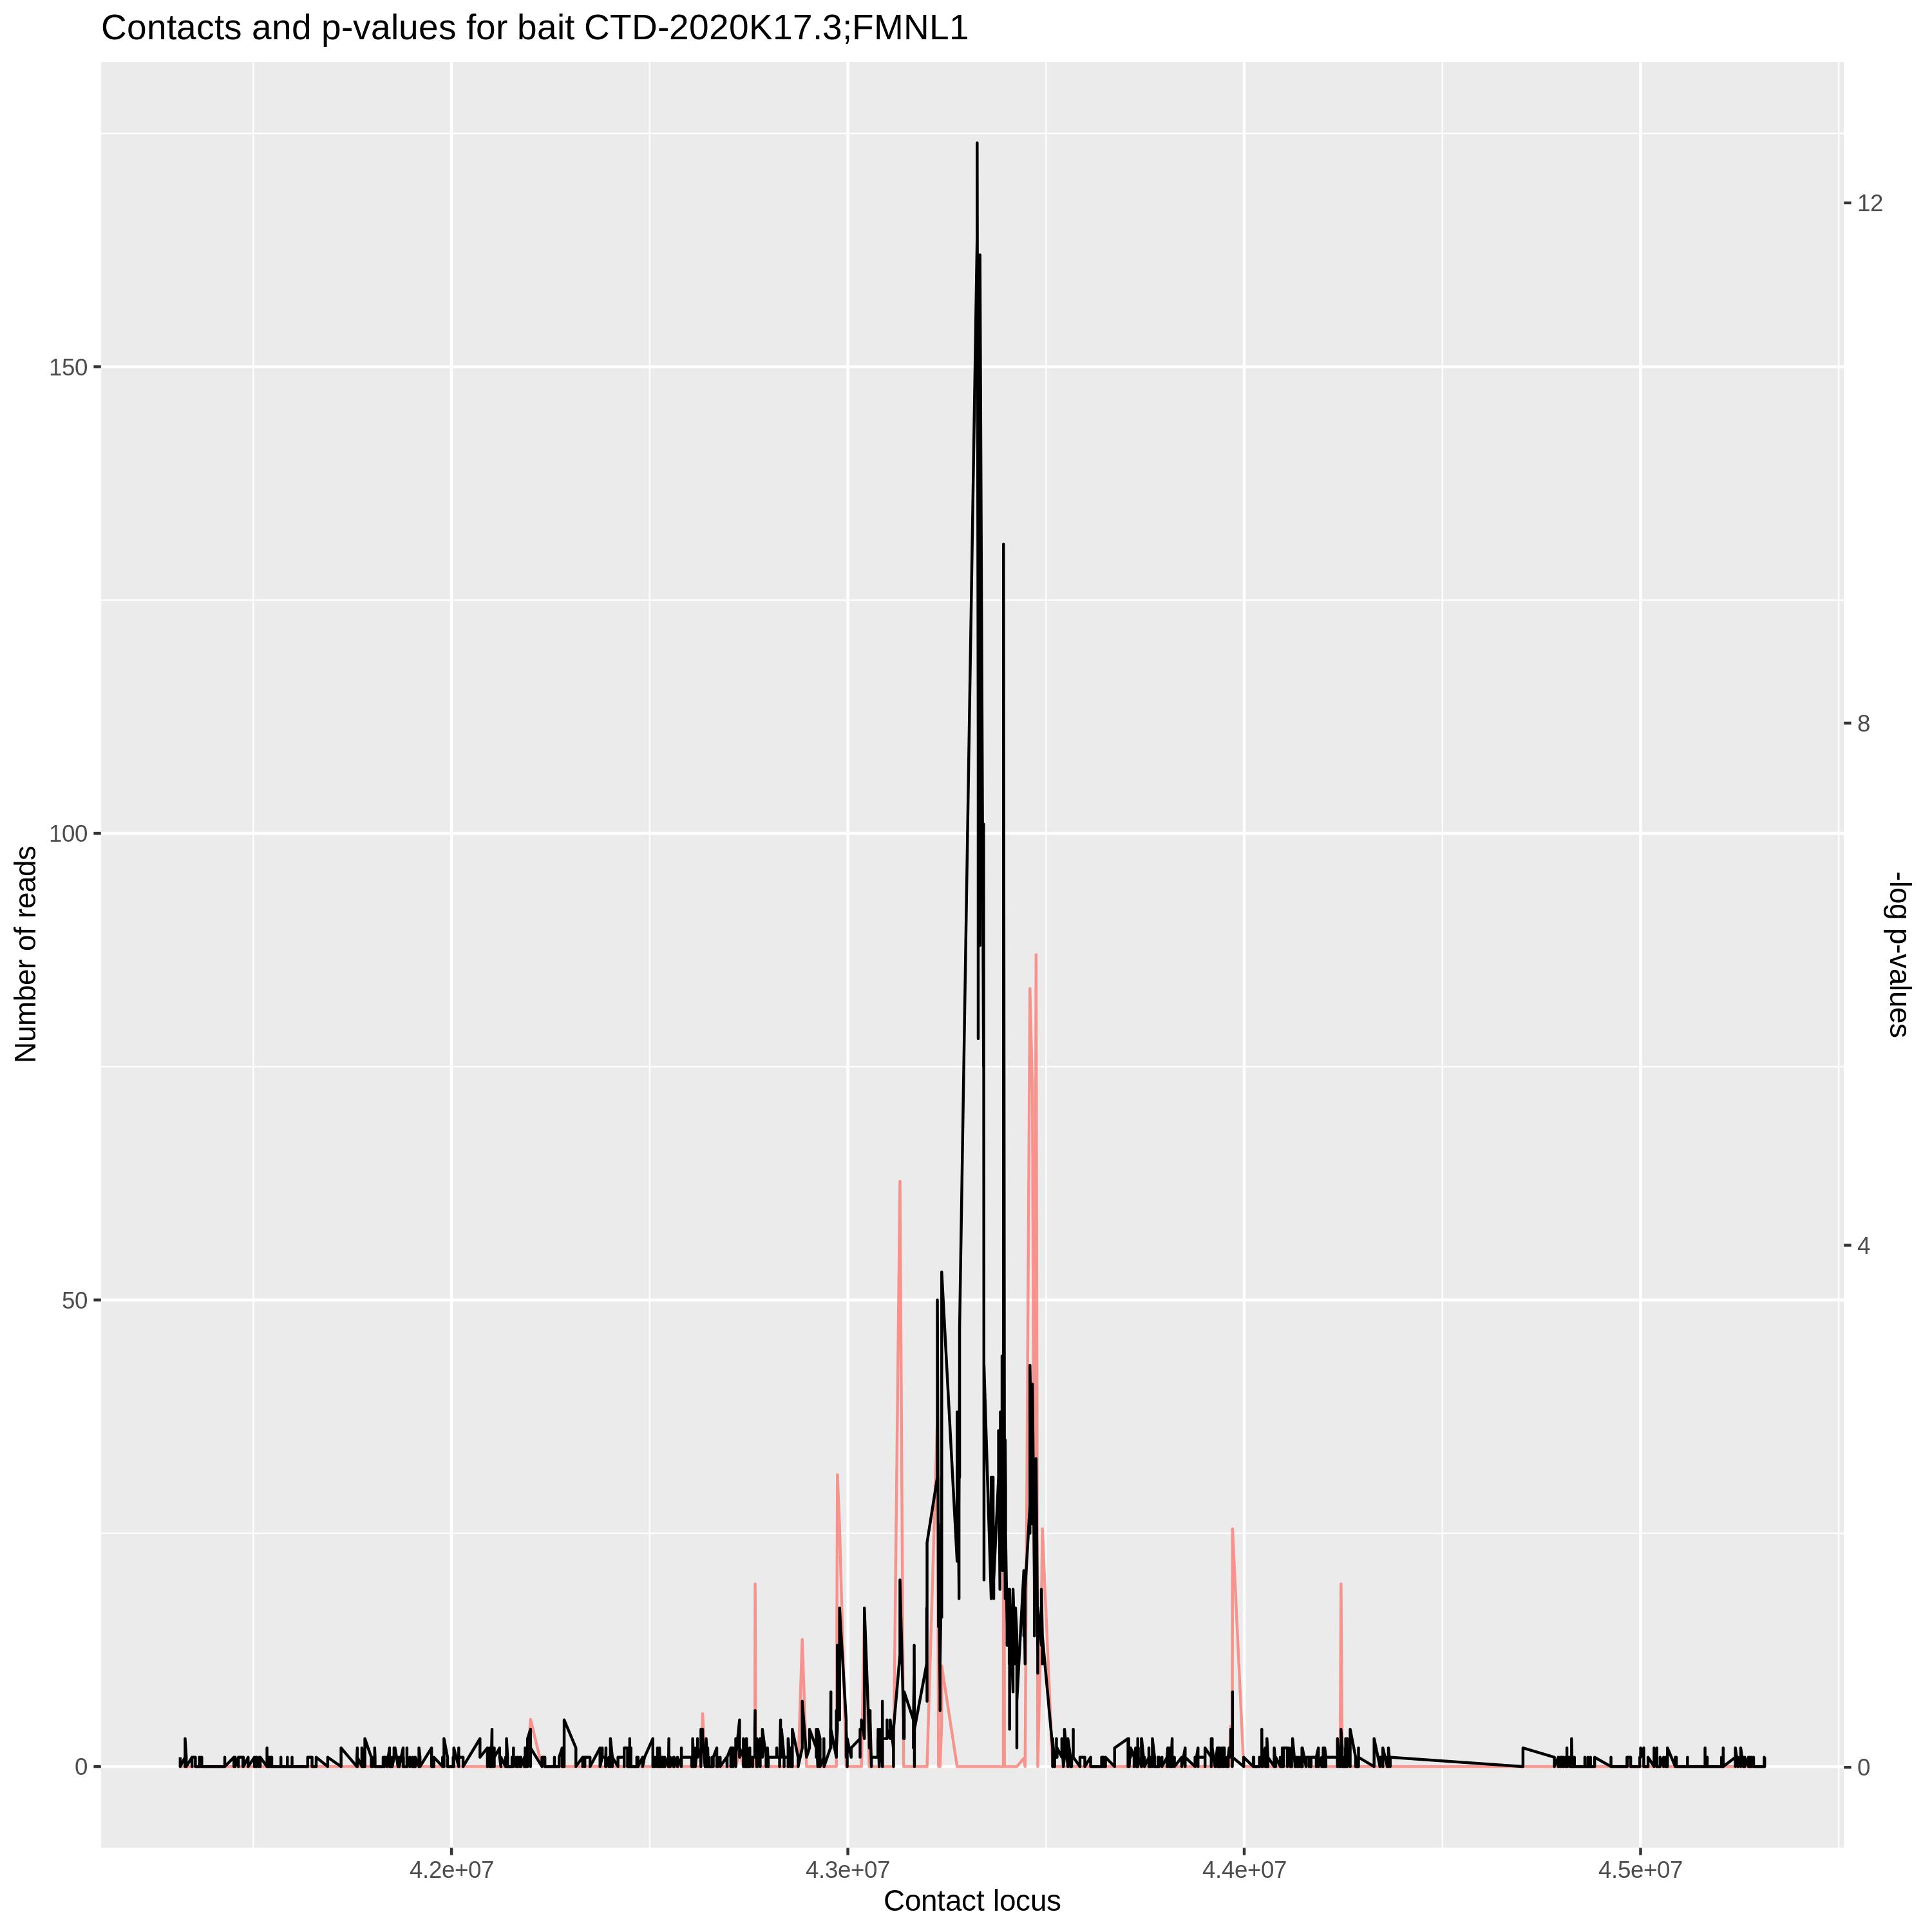 Contacts and p-values for bait CTD-2020K17.3;FMNL1
150
100
50
0
Number of reads
12
8
4
0
-log p-values
4.2e+07 4.3e+07 4.4e+07 4.5e+07
Contact locus